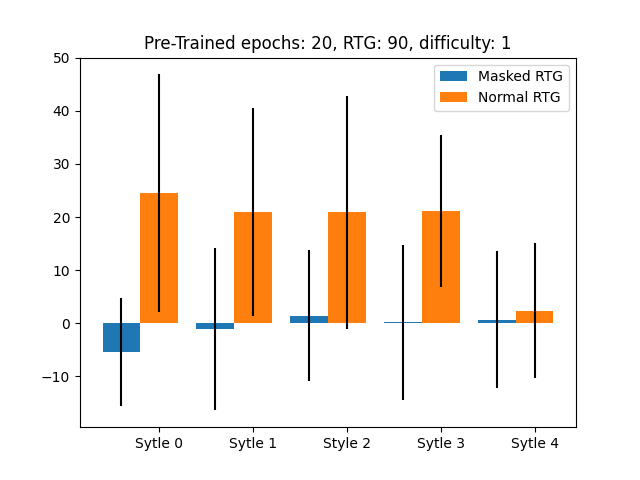 Pre-Trained epochs: 20, RTG: 90, difficulty: 1
Masked RTG
Normal RTG
50
40
30
20
10
0
−10
Sytle 0 Sytle 1 Style 2 Sytle 3 Sytle 4